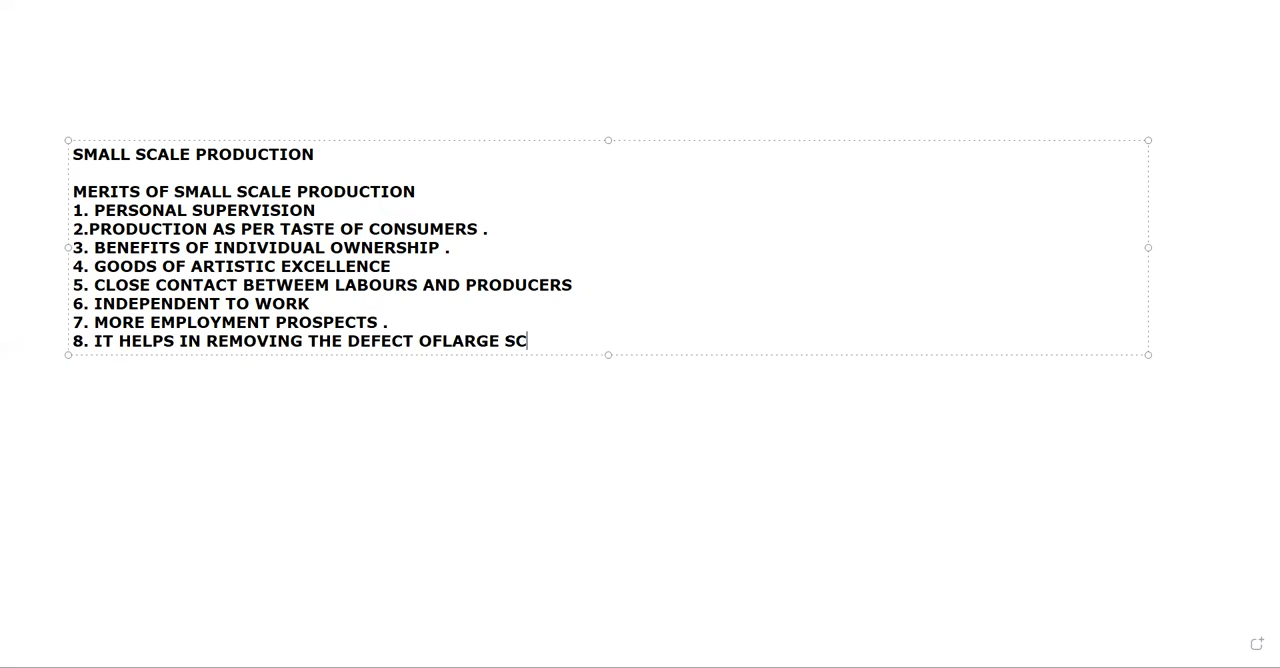 SMALL SCALE PRODUCTION
MERITS OF SMALL SCALE PRODUCTION
1. PERSONAL SUPERVISION
2.PRODUCTION AS PER TASTE OF CONSUMERS .
3. BENEFITS OF INDIVIDUAL OWNERSHIP .
4. GOODS OF ARTISTIC EXCELLENCE
5. CLOSE CONTACT BETWEEM LABOURS AND PRODUCERS
6. INDEPENDENT TO WORK
7. MORE EMPLOYMENT PROSPECTS .
8. IT HELPS IN REMOVING THE DEFECT OFLARGE SC